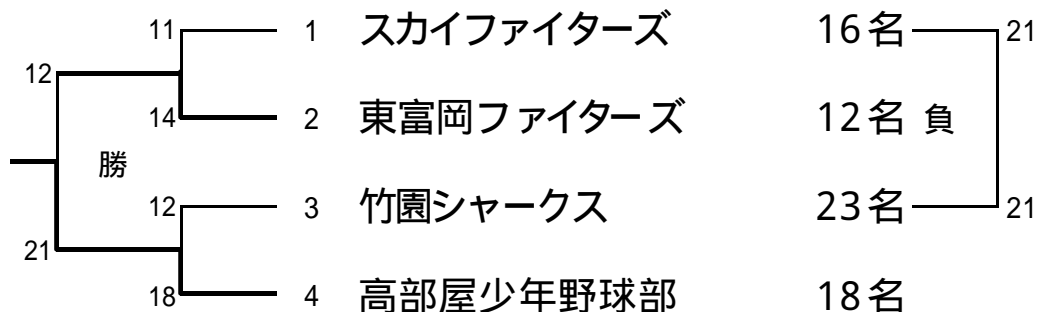 11 1 スカイファイターズ 16名 21
12
14 2 東富岡ファイターズ 12名 負
勝
12 3 竹園シャークス 23名 21
21
18 4 高部屋少年野球部 18名